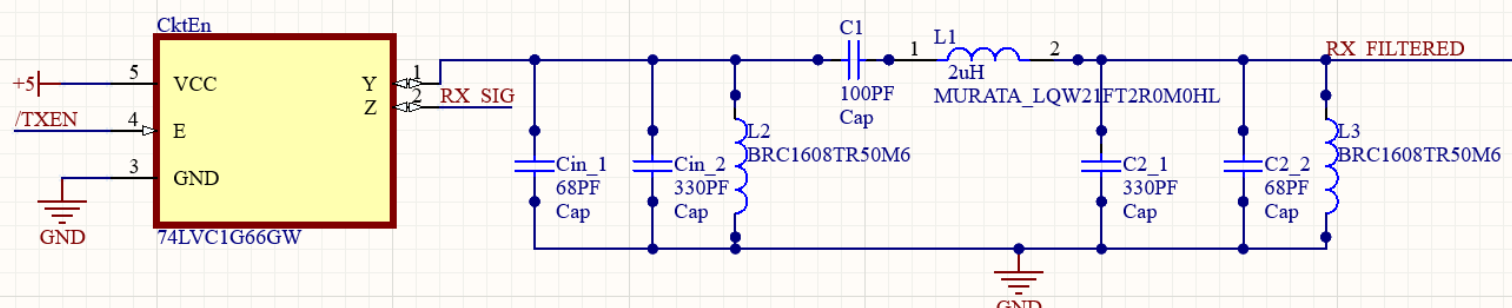 CktEn
+5
5
VCC
Y
1
Z
2
RX_SIG
/TXEN
4
E
3
GND
GND
74LVC1G66GW
Cin_1
68PF
Cap
Cin_2
330PF
Cap
L2
BRC1608TR50M6
C1
100PF
Cap
1
L1
2
2uH
MURATA_LQW21FT2R0M0HL
C2_1
330PF
Cap
C2_2
68PF
Cap
RX_FILTERED
L3
BRC1608TR50M6
GND